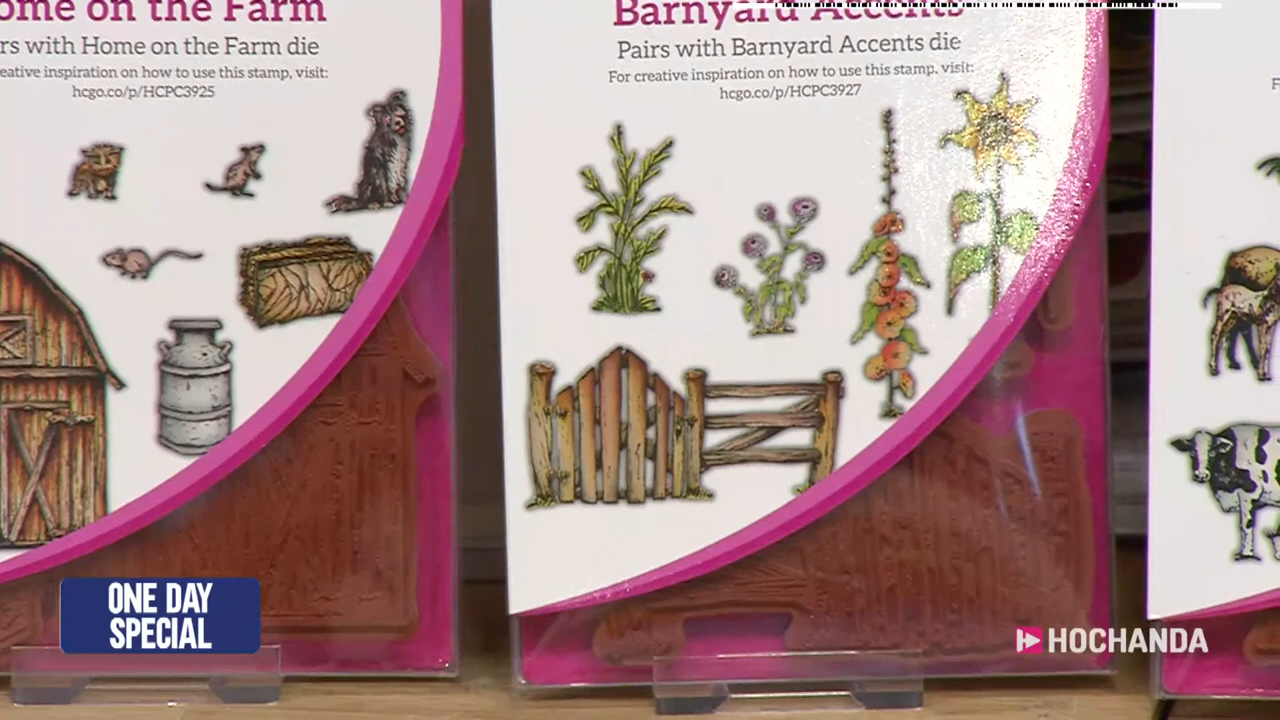 ome on the Farm
rs with Home on the Farm die
eative inspiration on how to use this stamp, visit:
hcgo.co/p/HCPC3925
Barnyard Accents
Pairs with Barnyard Accents die
For creative inspiration on how to use this stamp, visit:
hcgo.co/p/HCPC3927
F
ONE DAY
SPECIAL
HOCHANDA